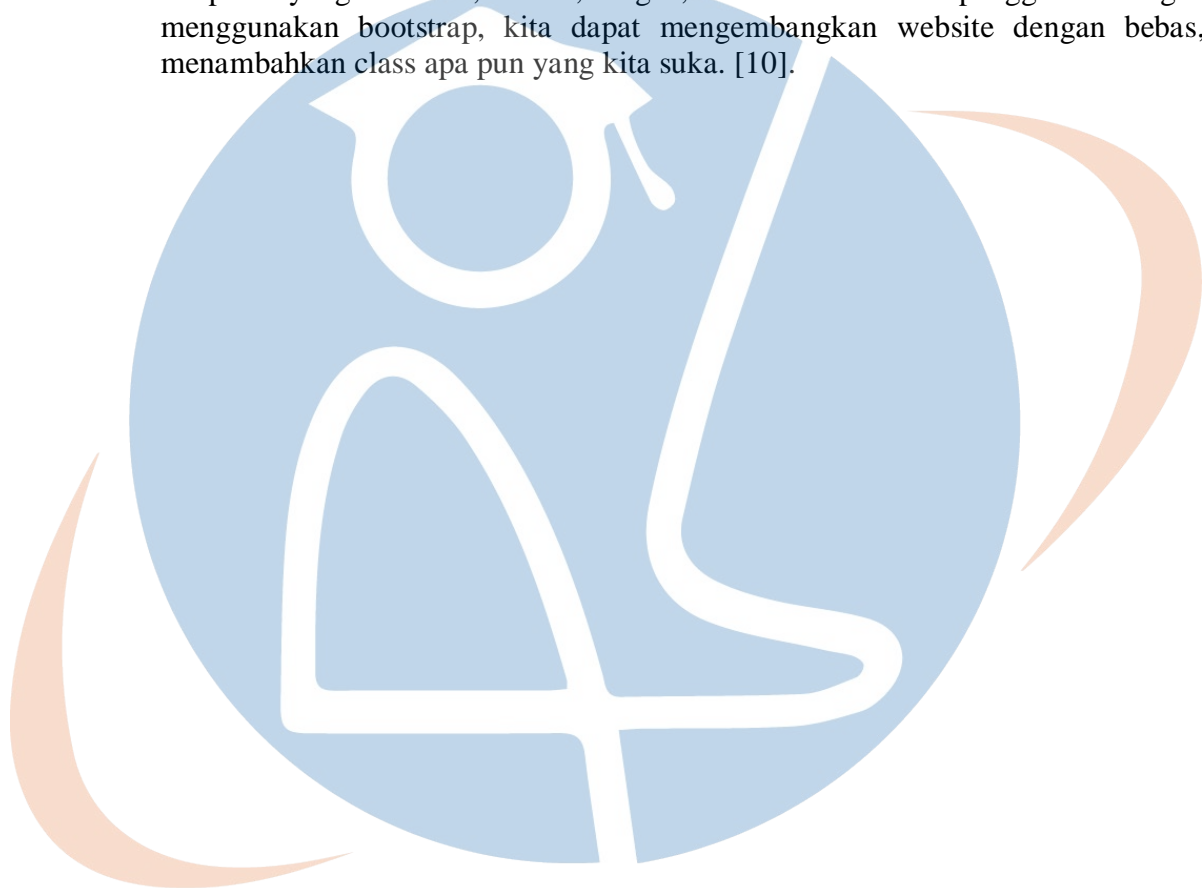 menggunakan bootstrap, kita dapat mengembangkan website dengan bebas,
menambahkan class apa pun yang kita suka. [10].